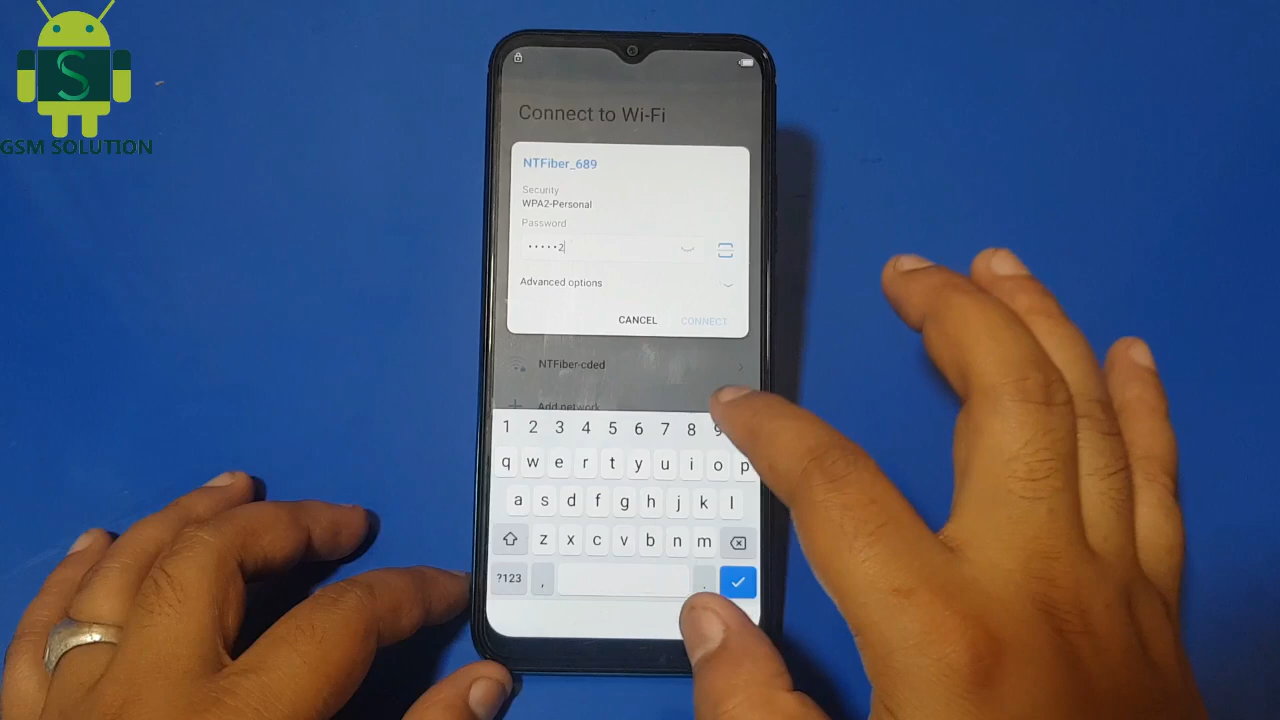 S
GSM SOLUTION
Connect to Wi-Fi
NTFiber_689
Security
WPA2-Personal
Password
•••••2
Advanced options
CANCEL CONNECT
NTFiber-cded
Add network
1 2 3 4 5 6 7 8 9
q w e r t y u i o p
a s d f g h j k l
z x c v b n m
?123 , .